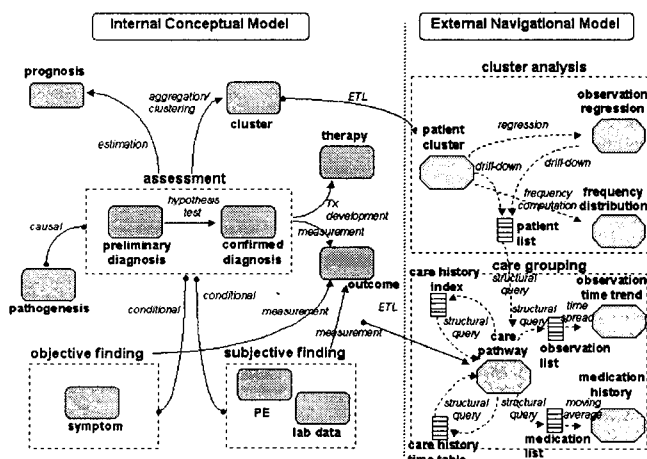 Internal Conceptual Model
External Navigational Model
prognosis
aggregation/
clustering
cluster
ETL
estimation
therapy
assessment
hypothesis
test
Tx
development
measurement
causal
preliminary
diagnosis
confirmed
diagnosis
pathogenesis
outcome
conditional
conditional
measurement
measurement
ETL
objective finding
subjective finding
symptom
PE
lab data
cluster analysis
observation
regression
patient
cluster
regression
drill-down
drill-down
frequency
computation
frequency
distribution
patient
list
care grouping
care history
index
structural
query
observation
time trend
structural
query
structural
query
time
spread
care
pathway
observation
list
medication
history
structural
query
structural
query
moving
average
care history
time table
medication
list